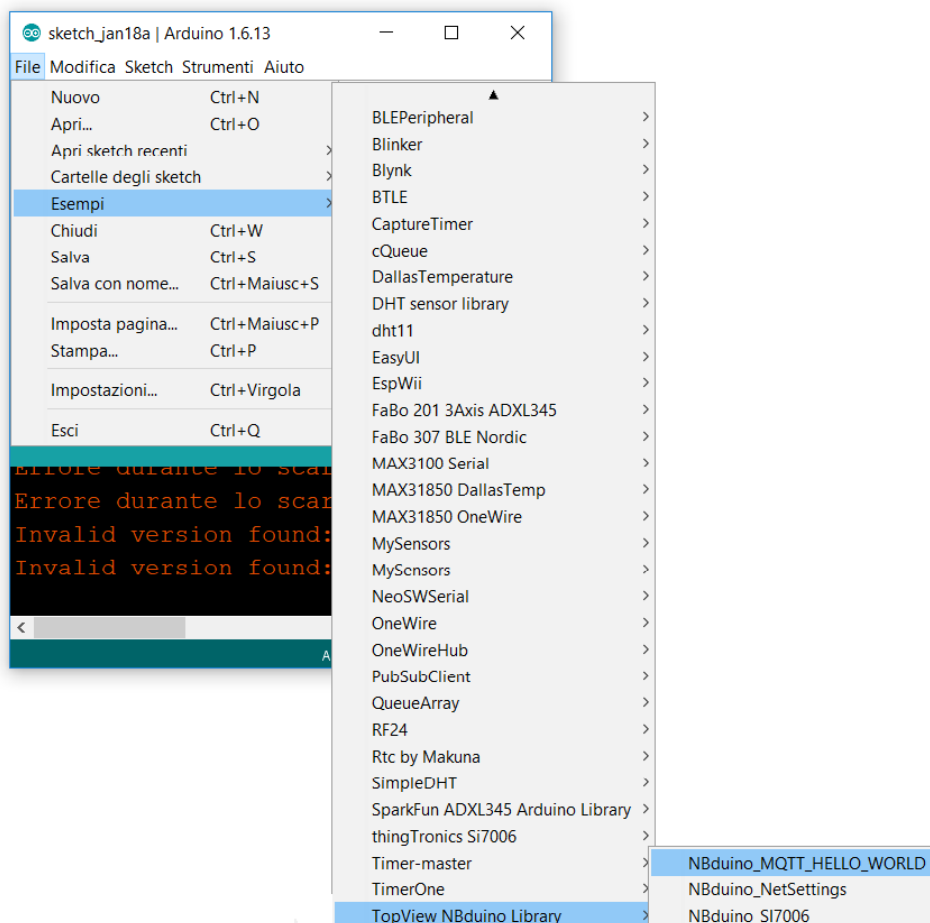 sketch_jan18a | Arduino 1.6.13
File Modifica Sketch Strumenti Aiuto
Nuovo Ctrl+N
Apri... Ctrl+O
Apri sketch recenti
Cartelle degli sketch
Esempi
Chiudi Ctrl+W
Salva Ctrl+S
Salva con nome... Ctrl+Maiusc+S
Imposta pagina... Ctrl+Maiusc+P
Stampa... Ctrl+P
Impostazioni... Ctrl+Virgola
Esci Ctrl+Q
Errore durante lo scar
Errore durante lo scar
Invalid version found:
Invalid version found:
A
BLEPeripheral
Blinker
Blynk
BTLE
CaptureTimer
cQueue
DallasTemperature
DHT sensor library
dht11
EasyUI
EspWii
FaBo 201 3Axis ADXL345
FaBo 307 BLE Nordic
MAX3100 Serial
MAX31850 DallasTemp
MAX31850 OneWire
MySensors
MySensors
NeoSWSerial
OneWire
OneWireHub
PubSubClient
QueueArray
RF24
Rtc by Makuna
SimpleDHT
SparkFun ADXL345 Arduino Library
thingTronics Si7006
Timer-master
TimerOne
TopView NBduino Library
NBduino_MQTT_HELLO_WORLD
NBduino_NetSettings
NBduino_SI7006